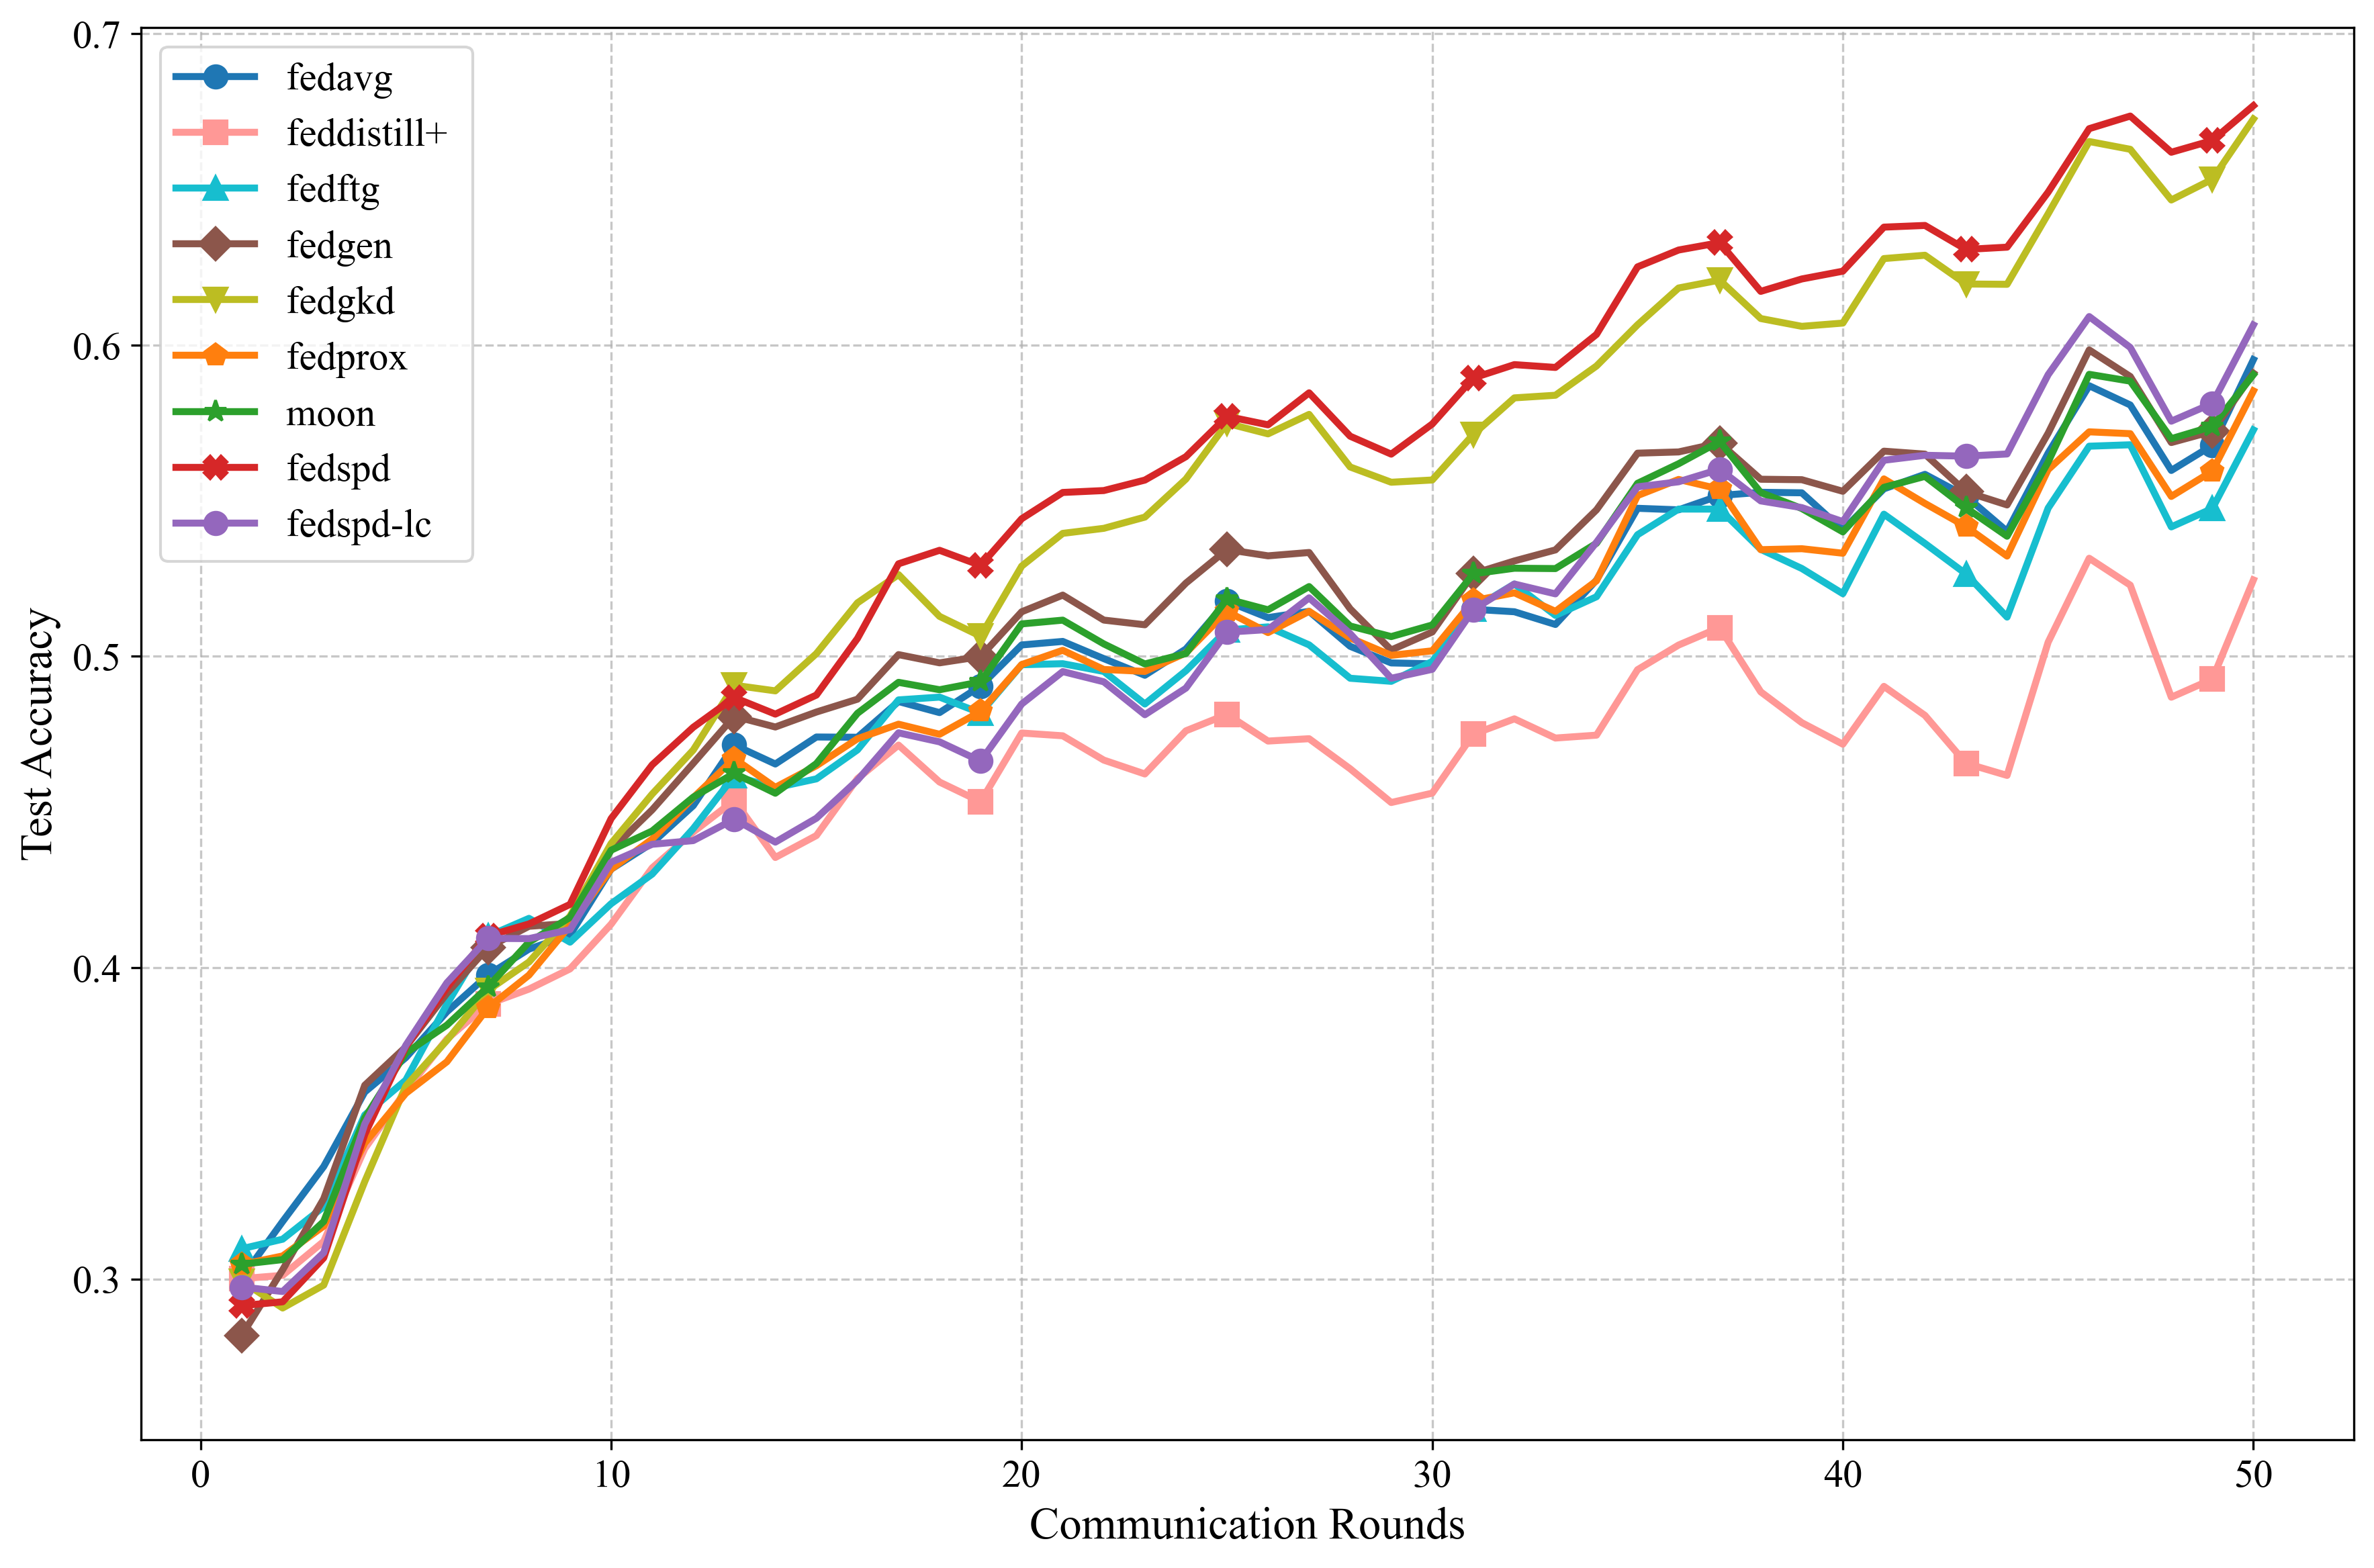 0.7
0.6
0.5
0.4
0.3
Test Accuracy
fedavg
feddistill+
fedftg
fedgen
fedgkd
fedprox
moon
fedspd
fedspd-lc
0 10 20 30 40 50
Communication Rounds